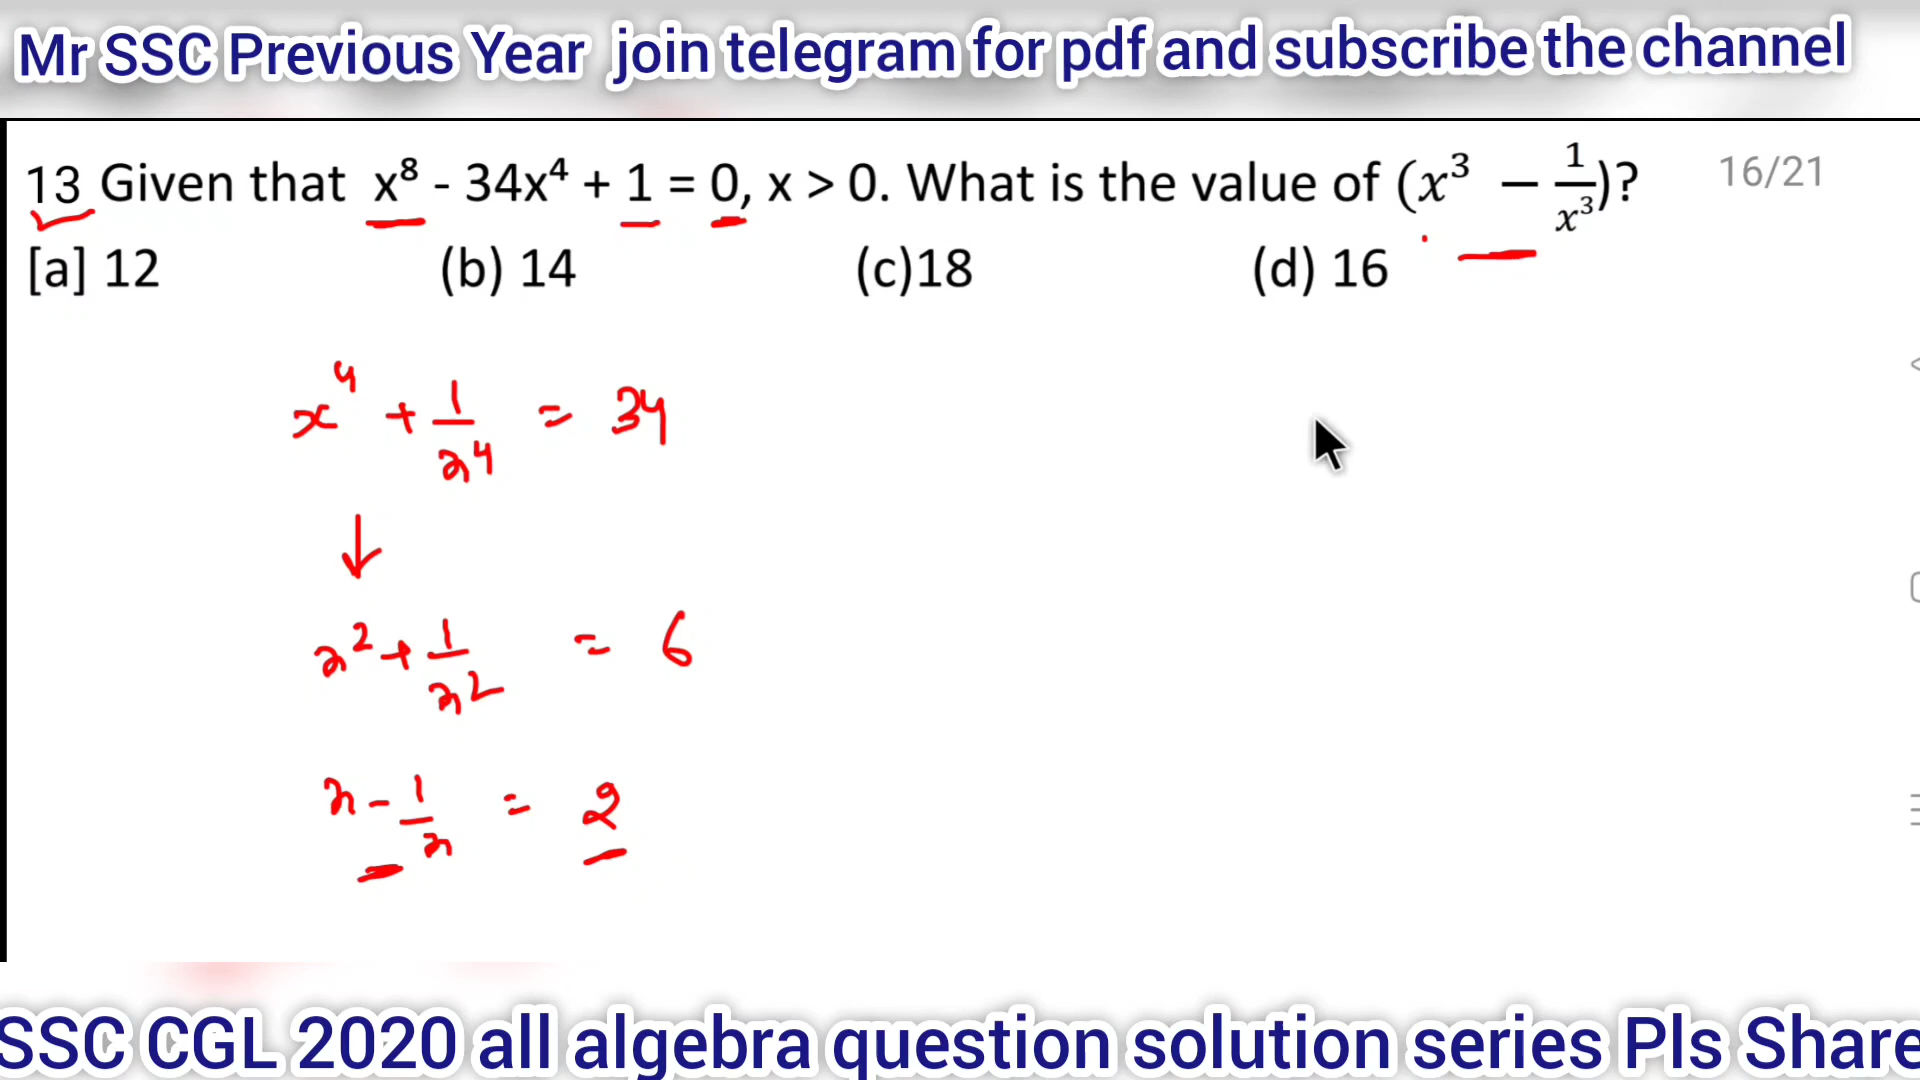 Mr SSC Previous Year join telegram for pdf and subscribe the channel
13 Given that x⁸ - 34x⁴ + 1 = 0, x > 0. What is the value of (x³ − 1/x³)?
16/21
[a] 12 (b) 14 (c)18 (d) 16
x⁴ + 1/x⁴ = 34
↓
x² + 1/x² = 6
x - 1/x = 2
SSC CGL 2020 all algebra question solution series Pls Share